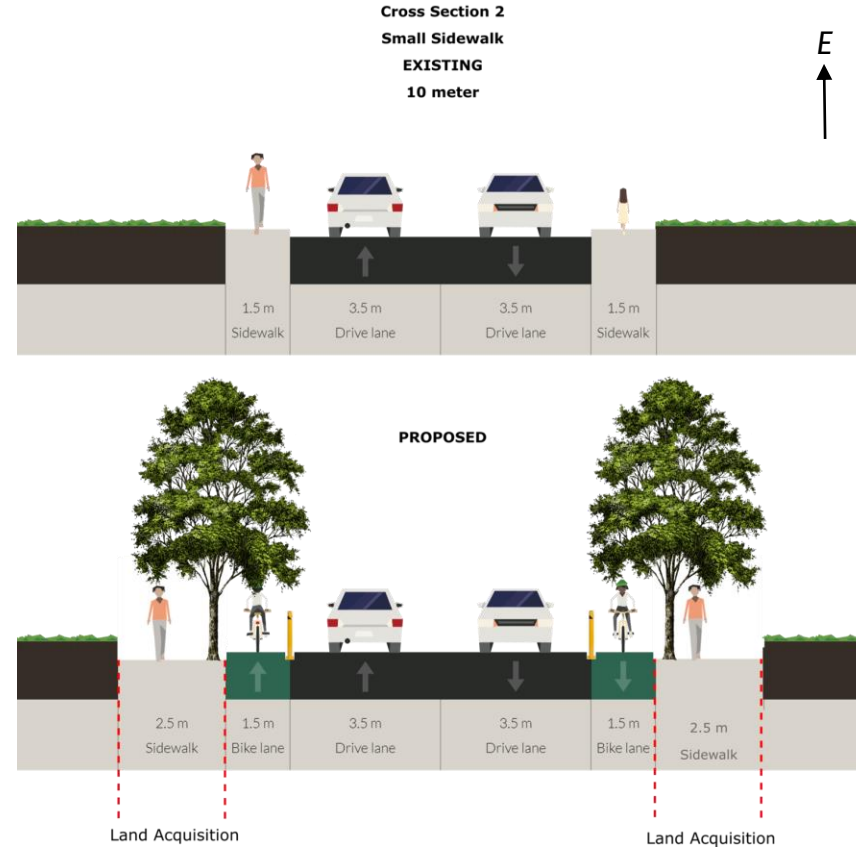 Cross Section 2
Small Sidewalk
EXISTING
10 meter
E
1.5 m
Sidewalk
3.5 m
Drive lane
3.5 m
Drive lane
1.5 m
Sidewalk
PROPOSED
2.5 m
Sidewalk
1.5 m
Bike lane
3.5 m
Drive lane
3.5 m
Drive lane
1.5 m
Bike lane
2.5 m
Sidewalk
Land Acquisition
Land Acquisition